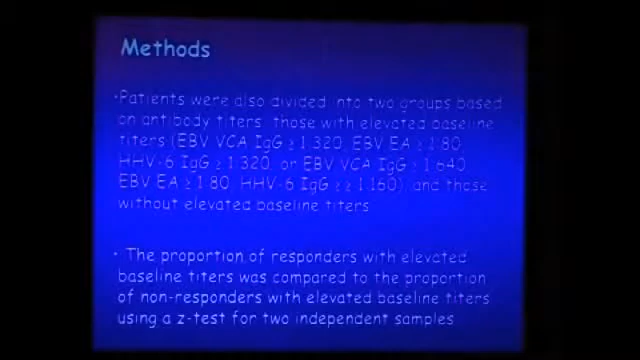 Methods
•Patients were also divided into two groups based
on antibody titers: those with elevated baseline
titers (EBV VCA IgG ≥ 1:320, EBV EA ≥ 1:80,
HHV-6 IgG ≥ 1:320, or EBV VCA IgG ≥ 1:640,
EBV EA ≥ 1:80, HHV-6 IgG ≥ ≥ 1:160), and those
without elevated baseline titers
• The proportion of responders with elevated
baseline titers was compared to the proportion
of non-responders with elevated baseline titers
using a z-test for two independent samples